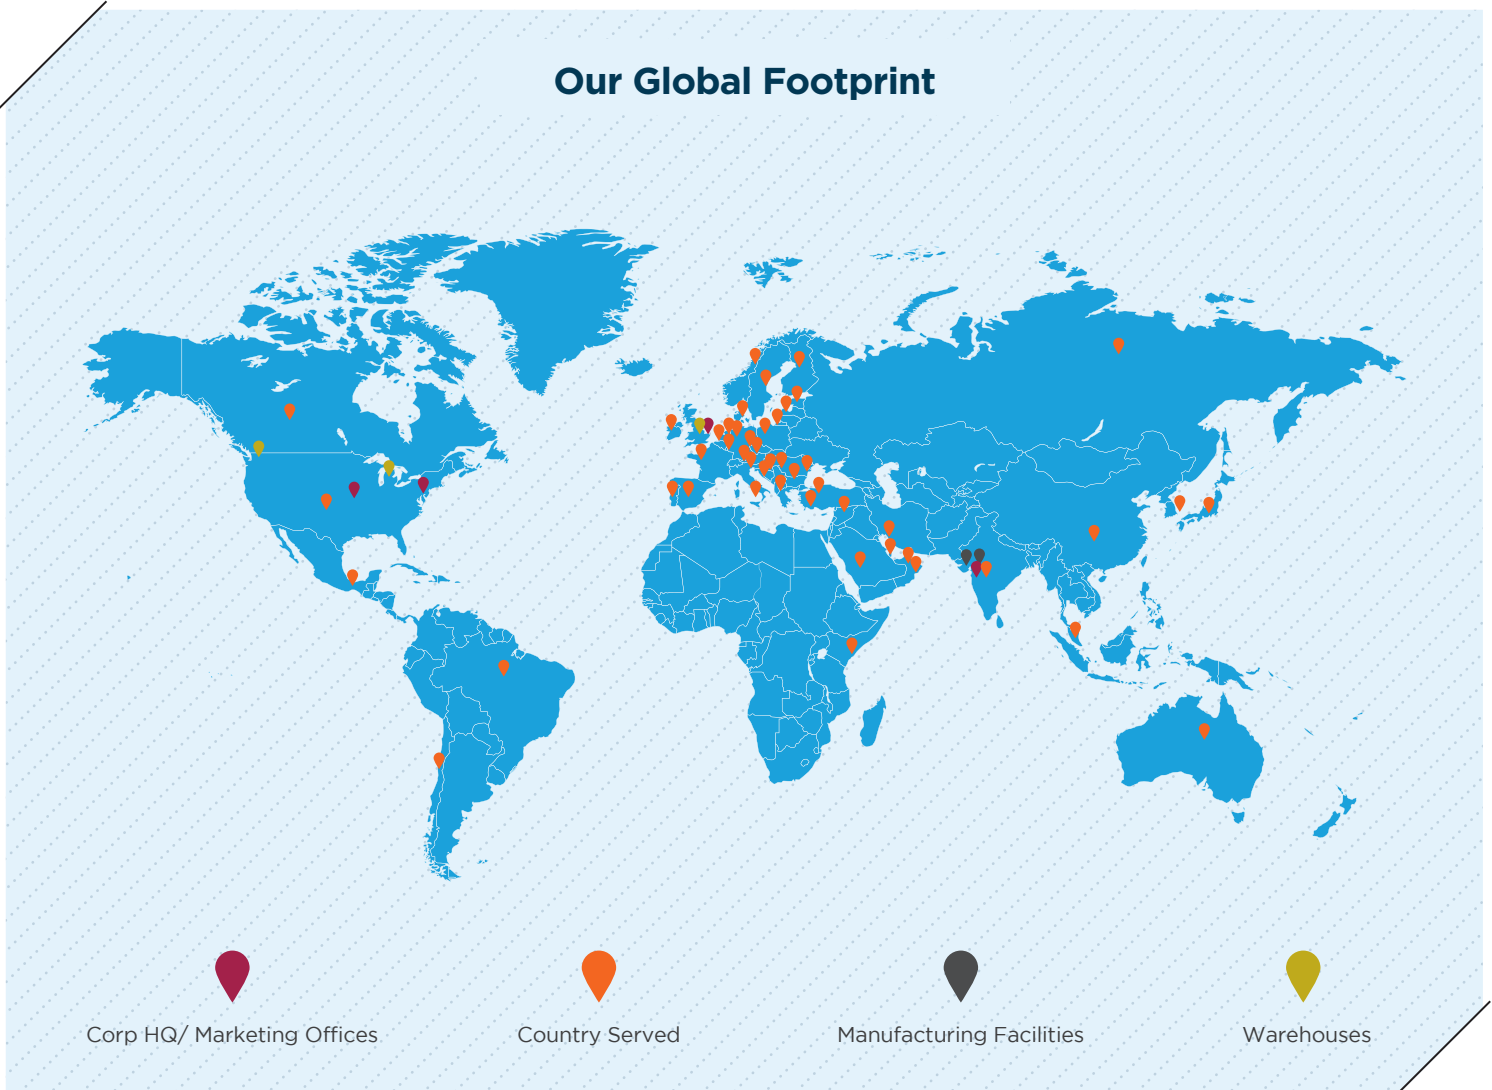 Our Global Footprint
Corp HQ/ Marketing Offices
Country Served
Manufacturing Facilities
Warehouses